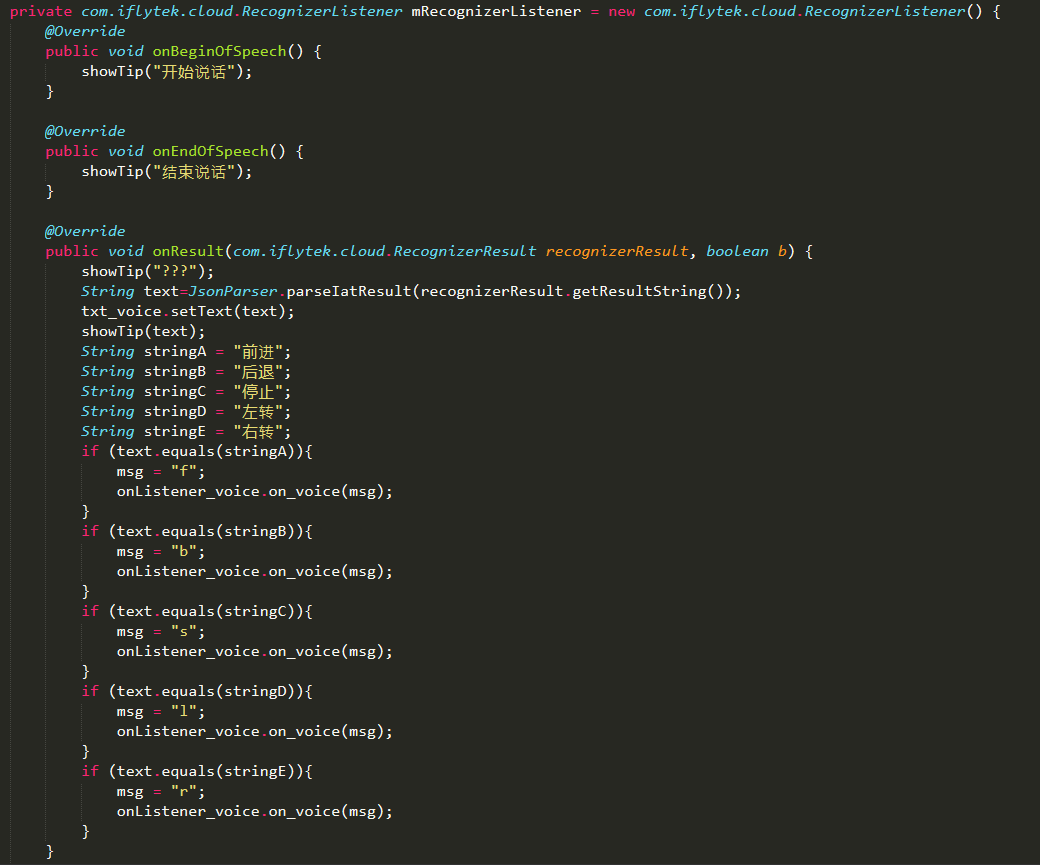 private com.iflytek.cloud.RecognizerListener mRecognizerListener = new com.iflytek.cloud.RecognizerListener() {
    @Override
    public void onBeginOfSpeech() {
        showTip("开始说话");
    }

    @Override
    public void onEndOfSpeech() {
        showTip("结束说话");
    }

    @Override
    public void onResult(com.iflytek.cloud.RecognizerResult recognizerResult, boolean b) {
        showTip("???");
        String text=JsonParser.parseIatResult(recognizerResult.getResultString());
        txt_voice.setText(text);
        showTip(text);
        String stringA = "前进";
        String stringB = "后退";
        String stringC = "停止";
        String stringD = "左转";
        String stringE = "右转";
        if (text.equals(stringA)){
            msg = "f";
            onListener_voice.on_voice(msg);
        }
        if (text.equals(stringB)){
            msg = "b";
            onListener_voice.on_voice(msg);
        }
        if (text.equals(stringC)){
            msg = "s";
            onListener_voice.on_voice(msg);
        }
        if (text.equals(stringD)){
            msg = "l";
            onListener_voice.on_voice(msg);
        }
        if (text.equals(stringE)){
            msg = "r";
            onListener_voice.on_voice(msg);
        }
    }